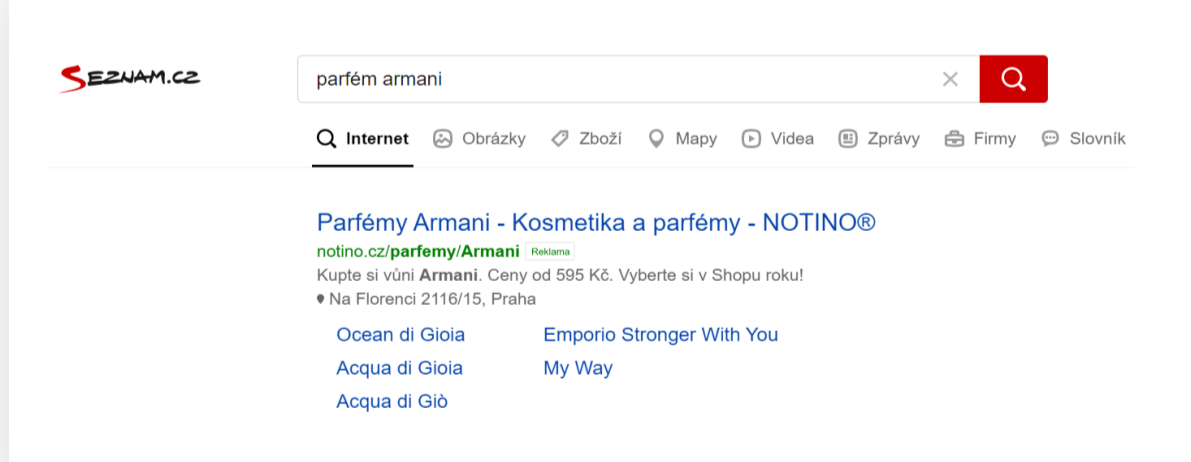 SEZNAM.CZ
parfém armani
Internet Obrázky Zboží Mapy Videa Zprávy Firmy Slovník
Parfémy Armani - Kosmetika a parfémy - NOTINO®
notino.cz/parfemy/Armani Reklama
Kupte si vůni Armani. Ceny od 595 Kč. Vyberte si v Shopu roku!
Na Florenci 2116/15, Praha
Ocean di Gioia Emporio Stronger With You
Acqua di Gioia My Way
Acqua di Giò